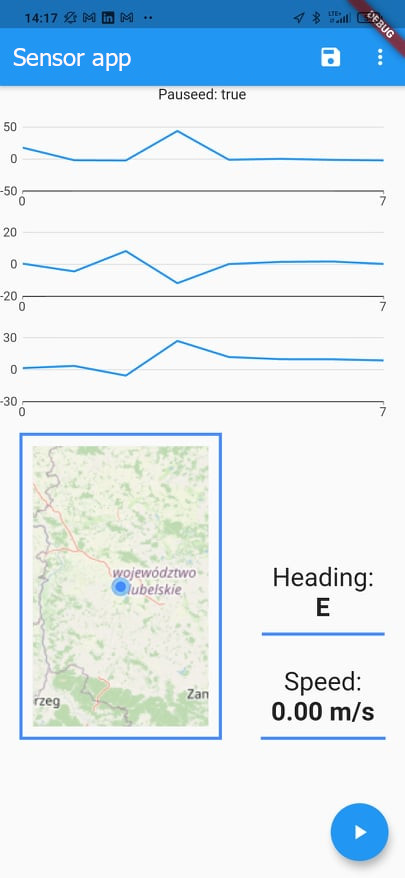 14:17
LTE+
DEBUG
Sensor app
Pauseed: true
50
0
-50
0 7
20
0
-20
0 7
30
0
-30
0 7
województwo
lubelskie
rzeg
Zan
Heading:
E
Speed:
0.00 m/s